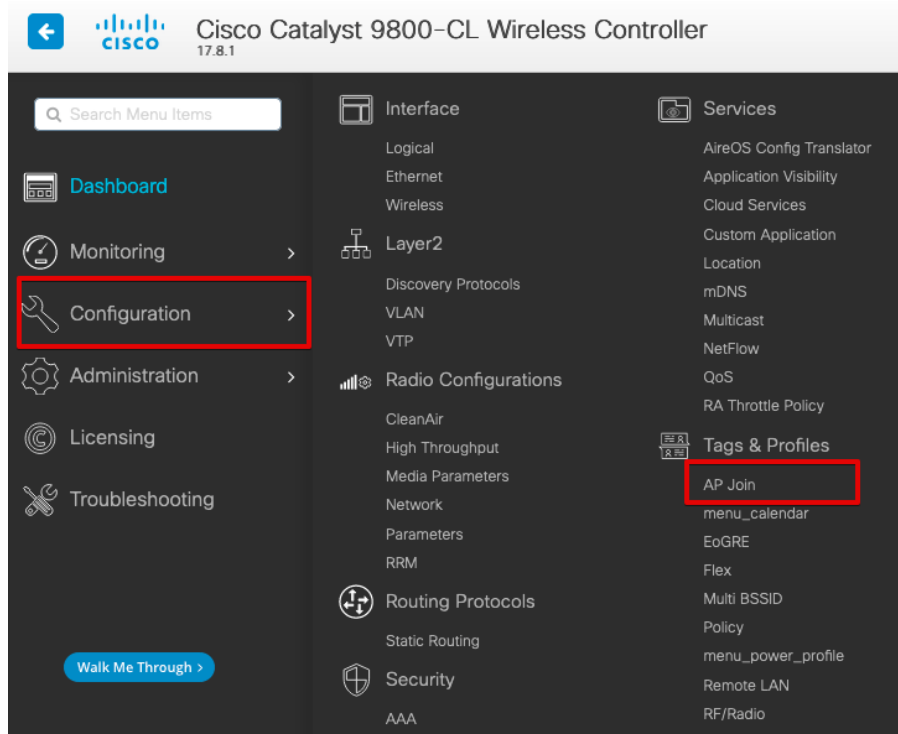 CISCO
Cisco Catalyst 9800-CL Wireless Controller
17.8.1
Search Menu Items
Dashboard
Monitoring
Configuration
Administration
Licensing
Troubleshooting
Walk Me Through >
Interface
Logical
Ethernet
Wireless
Layer2
Discovery Protocols
VLAN
VTP
Radio Configurations
CleanAir
High Throughput
Media Parameters
Network
Parameters
RRM
Routing Protocols
Static Routing
Security
AAA
Services
AireOS Config Translator
Application Visibility
Cloud Services
Custom Application
Location
mDNS
Multicast
NetFlow
QoS
RA Throttle Policy
Tags & Profiles
AP Join
menu_calendar
EoGRE
Flex
Multi BSSID
Policy
menu_power_profile
Remote LAN
RF/Radio